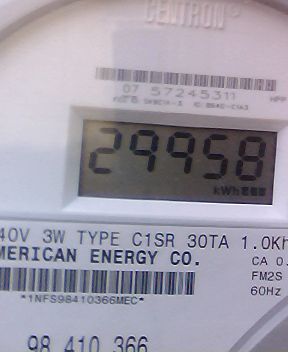 CENTRON®
07 57245311
29958
kWh
40V 3W TYPE C1SR 30TA 1.0Kh
MERICAN ENERGY CO.
CA 0.
FM2S
60Hz
*1NFS98410366MEC*
98 410 366